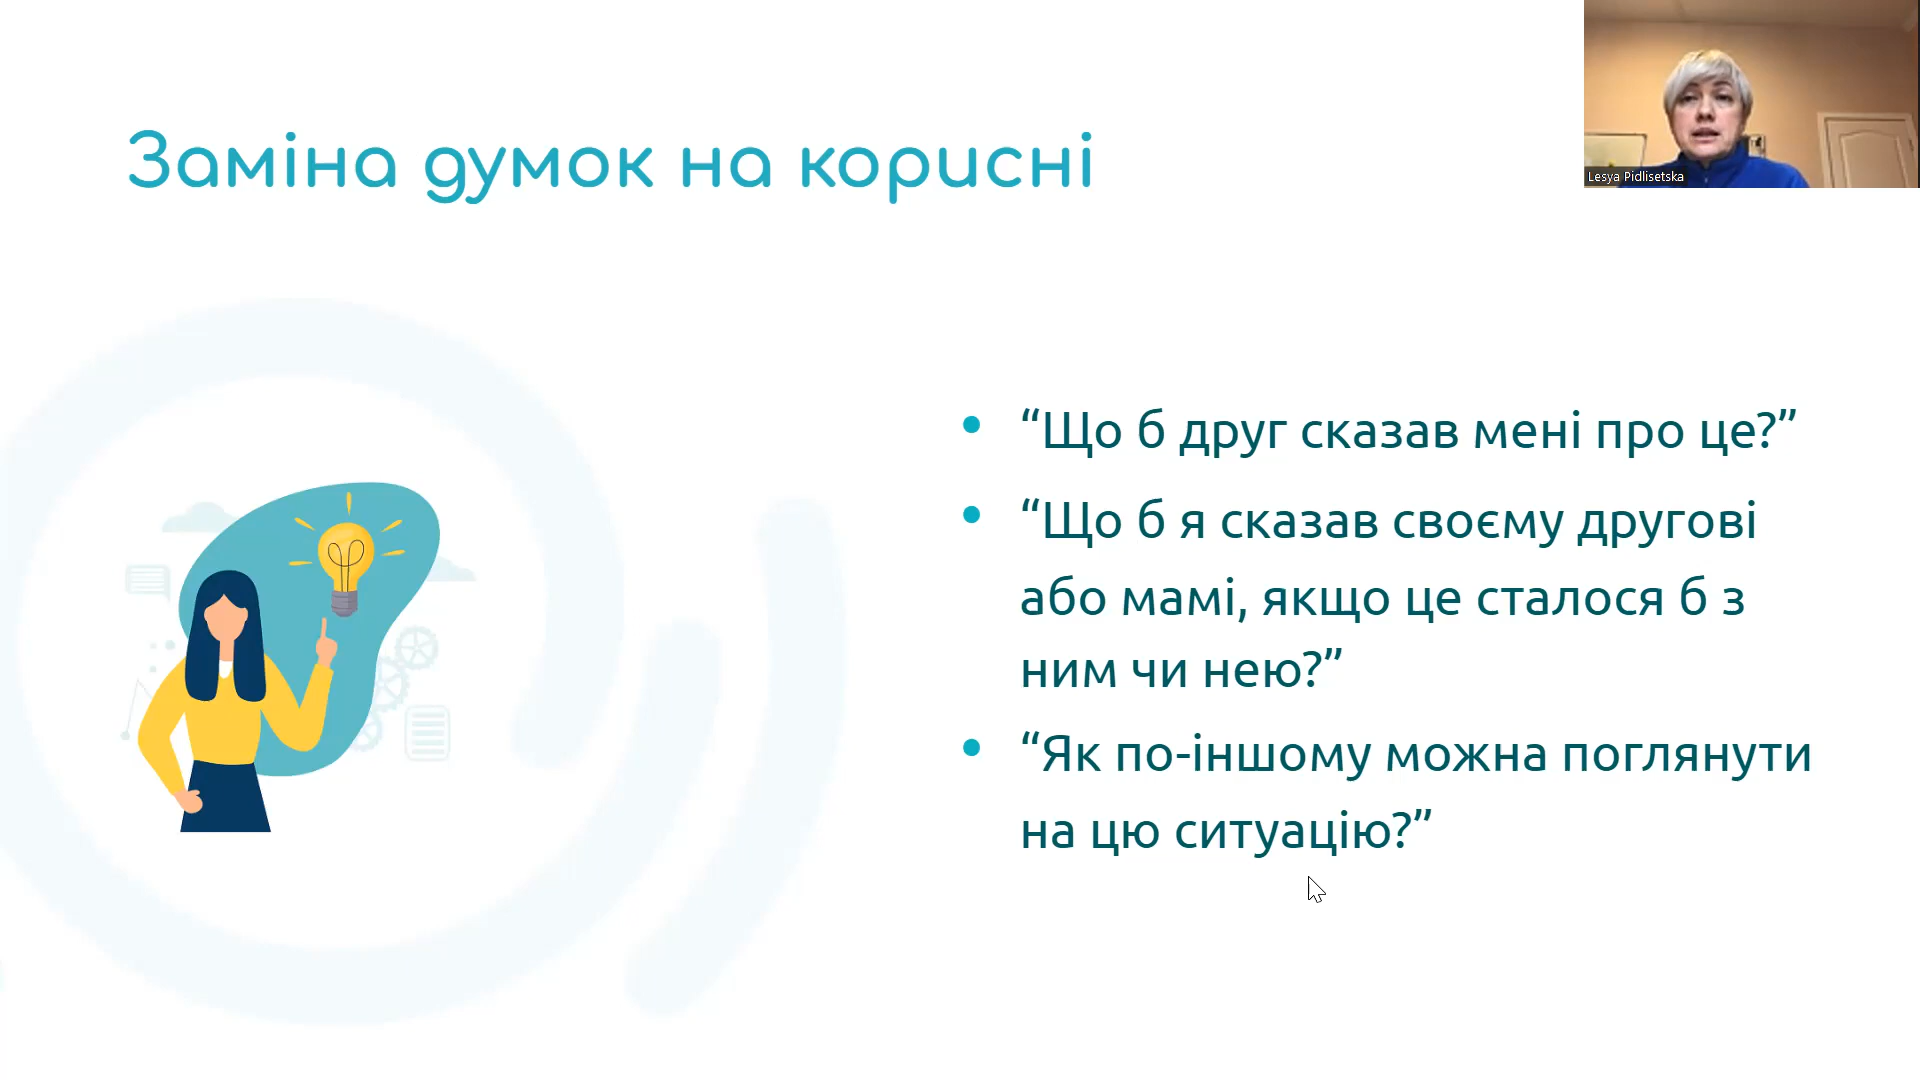 Заміна думок на корисні
Lesya Pidlisetska
“Що б друг сказав мені про це?”
“Що б я сказав своєму другові
або мамі, якщо це сталося б з
ним чи нею?”
“Як по-іншому можна поглянути
на цю ситуацію?”